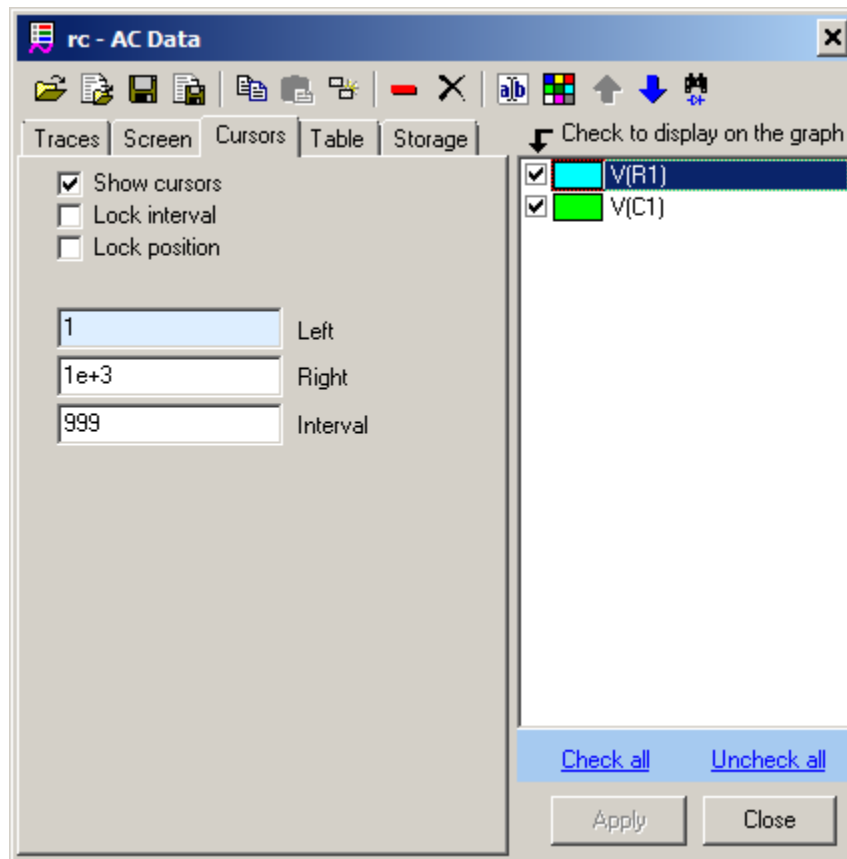 rc - AC Data
Traces Screen Cursors Table Storage
Check to display on the graph
Show cursors
Lock interval
Lock position
1 Left
1e+3 Right
999 Interval
V(R1)
V(C1)
Check all Uncheck all
Apply Close